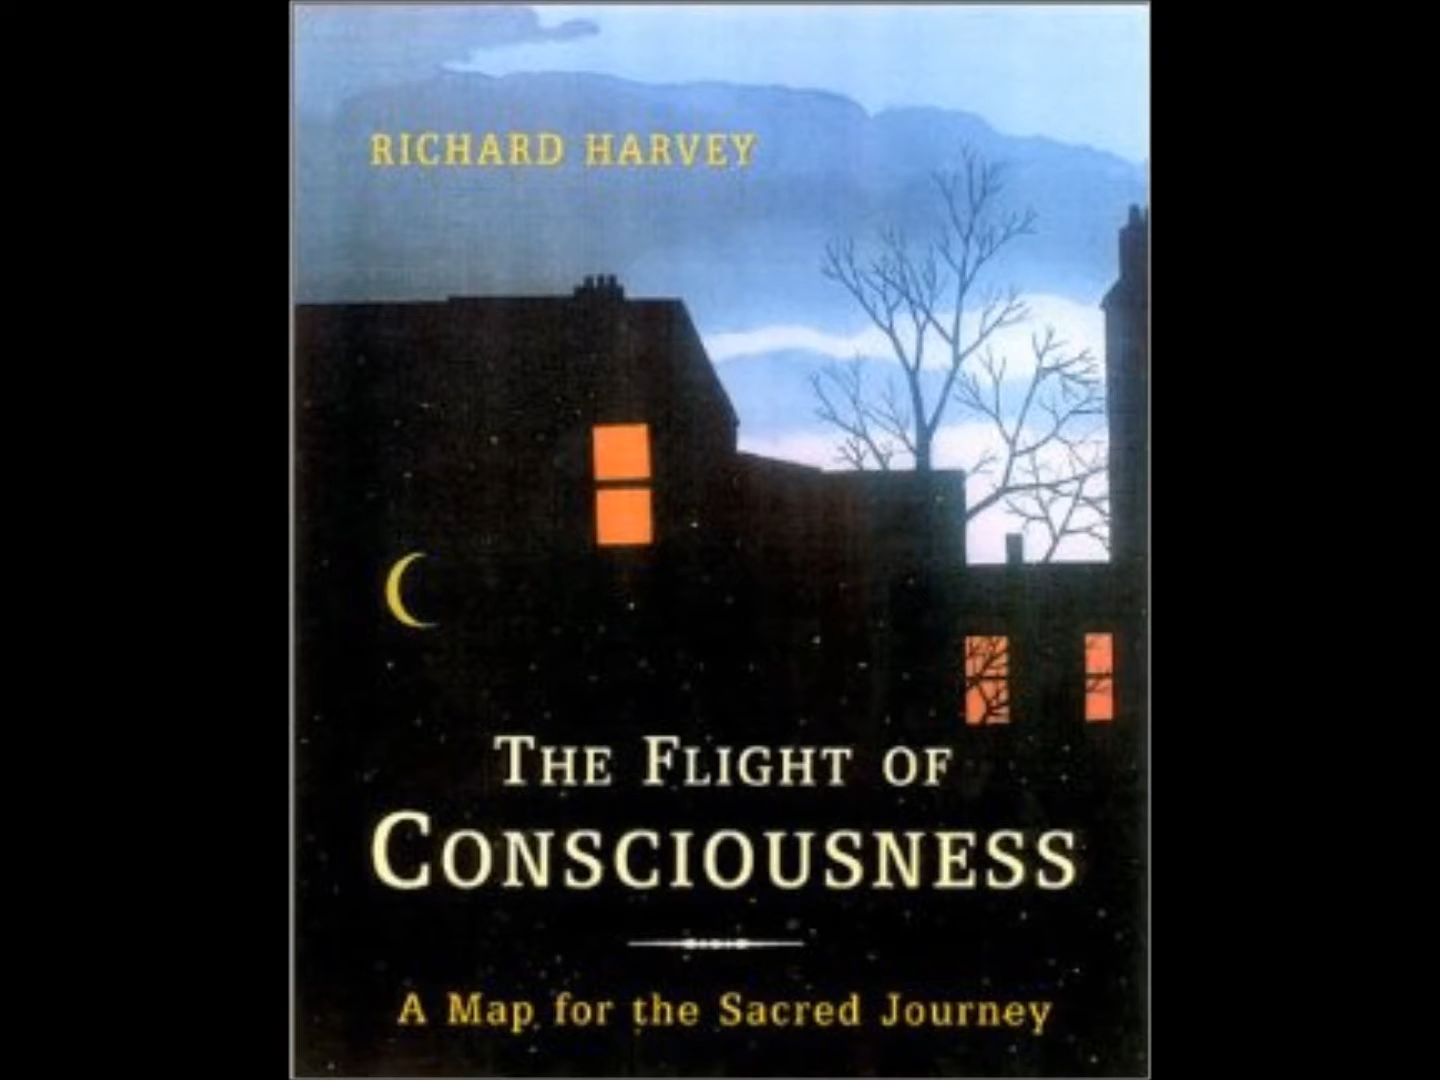 RICHARD HARVEY
THE FLIGHT OF
CONSCIOUSNESS
A Map for the Sacred Journey